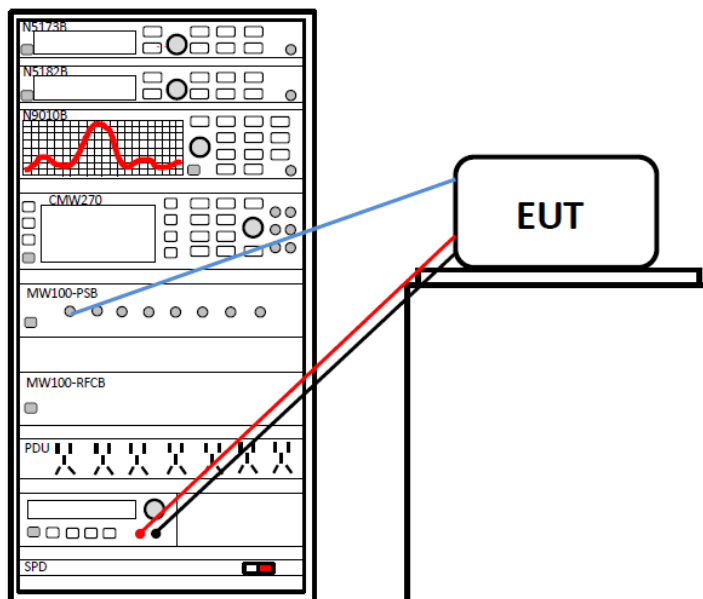 N5173B
N5182B
N9010B
CMW270
EUT
MW100-PSB
MW100-RFCB
PDU
SPD